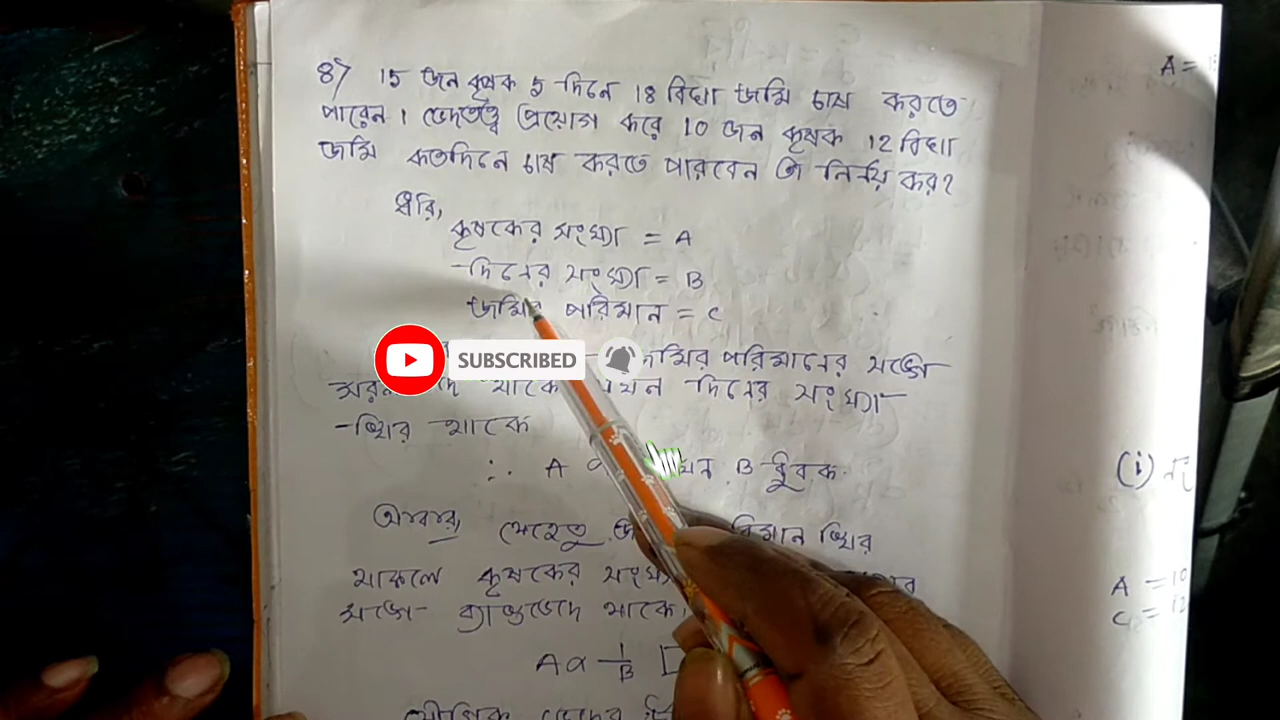 8) 15 জন কৃষক 5 দিনে 18 বিঘা জমি চাষ করতে
পারেন। ভেদতত্ত্ব প্রয়োগ করে 10 জন কৃষক 12 বিঘা
জমি কতদিনে চাষ করতে পারবেন তা নির্ণয় কর?
ধরি,
কৃষকের সংখ্যা = A
দিনের সংখ্যা = B
জমির পরিমান = C
SUBSCRIBED
জমির পরিমানের সঙ্গে
থাকে যখন দিনের সংখ্যা
স্থির থাকে
∴ A α B ধ্রুবক
আবার, যেহেতু স্থির
থাকলে কৃষকের
সঙ্গে ব্যাস্তভেদে থাকে।
A α 1/B [
যৌগিক ভেদের
A =
(i) নং
A = 10
C = 12